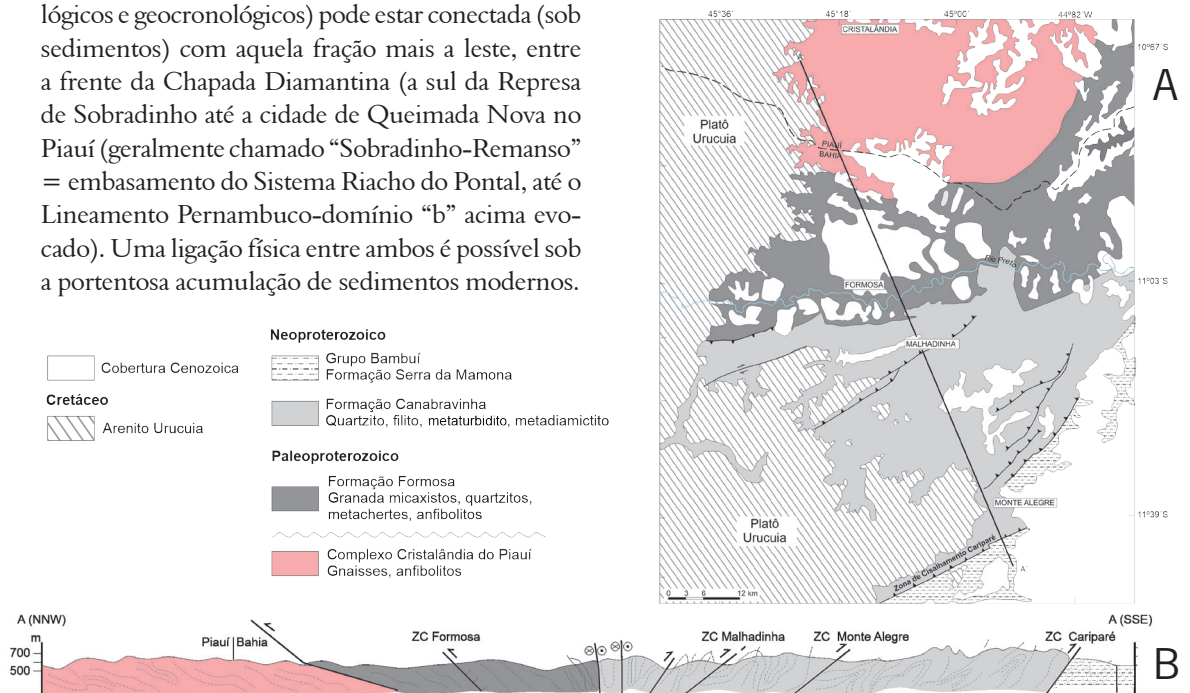 lógicos e geocronológicos) pode estar conectada (sob
sedimentos) com aquela fração mais a leste, entre
a frente da Chapada Diamantina (a sul da Represa
de Sobradinho até a cidade de Queimada Nova no
Piauí (geralmente chamado “Sobradinho-Remanso”
= embasamento do Sistema Riacho do Pontal, até o
Lineamento Pernambuco-domínio “b” acima evo-
cado). Uma ligação física entre ambos é possível sob
a portentosa acumulação de sedimentos modernos.
Cobertura Cenozoica
Cretáceo
Arenito Urucuia
Neoproterozoico
Grupo Bambuí
Formação Serra da Mamona
Formação Canabravinha
Quartzito, filito, metaturbidito, metadiamictito
Paleoproterozoico
Formação Formosa
Granada micaxistos, quartzitos,
metachertes, anfibolitos
Complexo Cristalândia do Piauí
Gnaisses, anfibolitos
45°36'
45°18'
45°00'
44°82' W
CRISTALÂNDIA
10°67' S
A
Platô
Urucuia
PIAUÍ
BAHIA
Rio Preto
FORMOSA
11°03 'S
MALHADINHA
MONTE ALEGRE
11°39 'S
Platô
Urucuia
Zona de Cisalhamento Cariparé
A'
0 3 6 12 km
A (NNW)
A (SSE)
m
700
500
Piauí Bahia
ZC Formosa
ZC Malhadinha
ZC Monte Alegre
ZC Cariparé
B